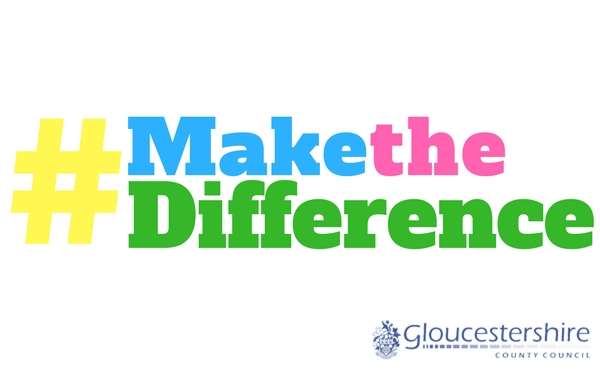 #Makethe
Difference
Gloucestershire
COUNTY COUNCIL